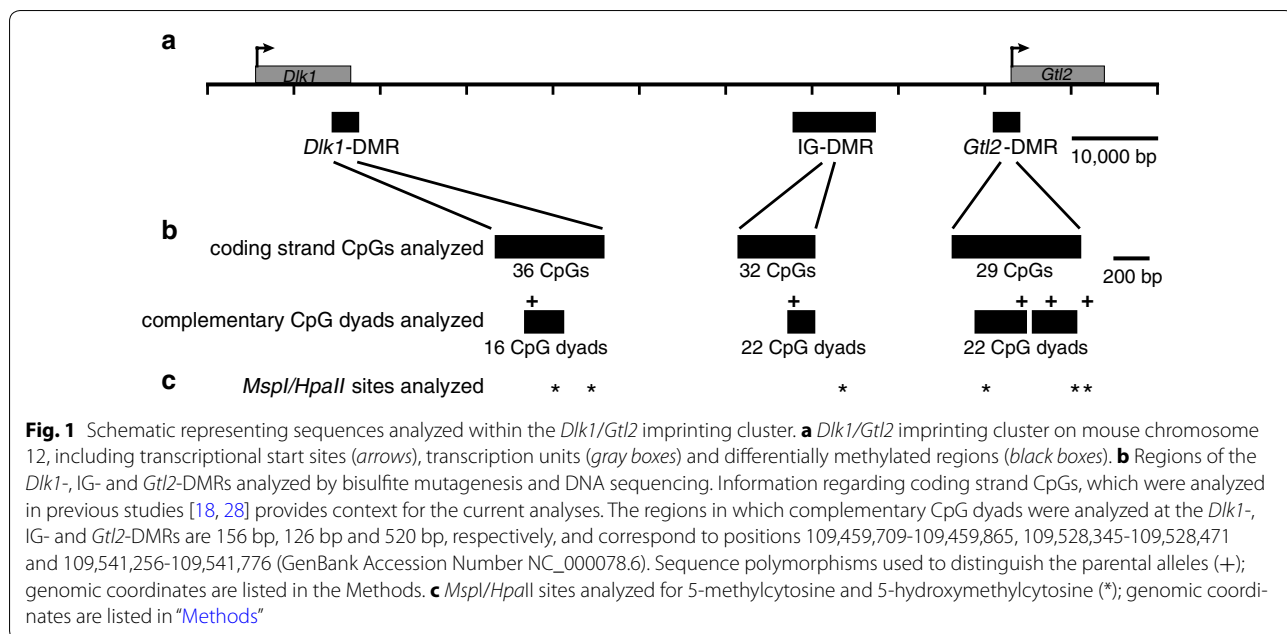 a
Dlk1
Gtl2
Dlk1-DMR
IG-DMR
Gtl2-DMR
10,000 bp
b
coding strand CpGs analyzed
36 CpGs
32 CpGs
29 CpGs
200 bp
+ + + + +
complementary CpG dyads analyzed
16 CpG dyads
22 CpG dyads
22 CpG dyads
c
MspI/HpaII sites analyzed
* * * * * *
Fig. 1 Schematic representing sequences analyzed within the Dlk1/Gtl2 imprinting cluster. a Dlk1/Gtl2 imprinting cluster on mouse chromosome
12, including transcriptional start sites (arrows), transcription units (gray boxes) and differentially methylated regions (black boxes). b Regions of the
Dlk1-, IG- and Gtl2-DMRs analyzed by bisulfite mutagenesis and DNA sequencing. Information regarding coding strand CpGs, which were analyzed
in previous studies [18, 28] provides context for the current analyses. The regions in which complementary CpG dyads were analyzed at the Dlk1-,
IG- and Gtl2-DMRs are 156 bp, 126 bp and 520 bp, respectively, and correspond to positions 109,459,709-109,459,865, 109,528,345-109,528,471
and 109,541,256-109,541,776 (GenBank Accession Number NC_000078.6). Sequence polymorphisms used to distinguish the parental alleles (+);
genomic coordinates are listed in the Methods. c MspI/HpaII sites analyzed for 5-methylcytosine and 5-hydroxymethylcytosine (*); genomic coordi-
nates are listed in "Methods"